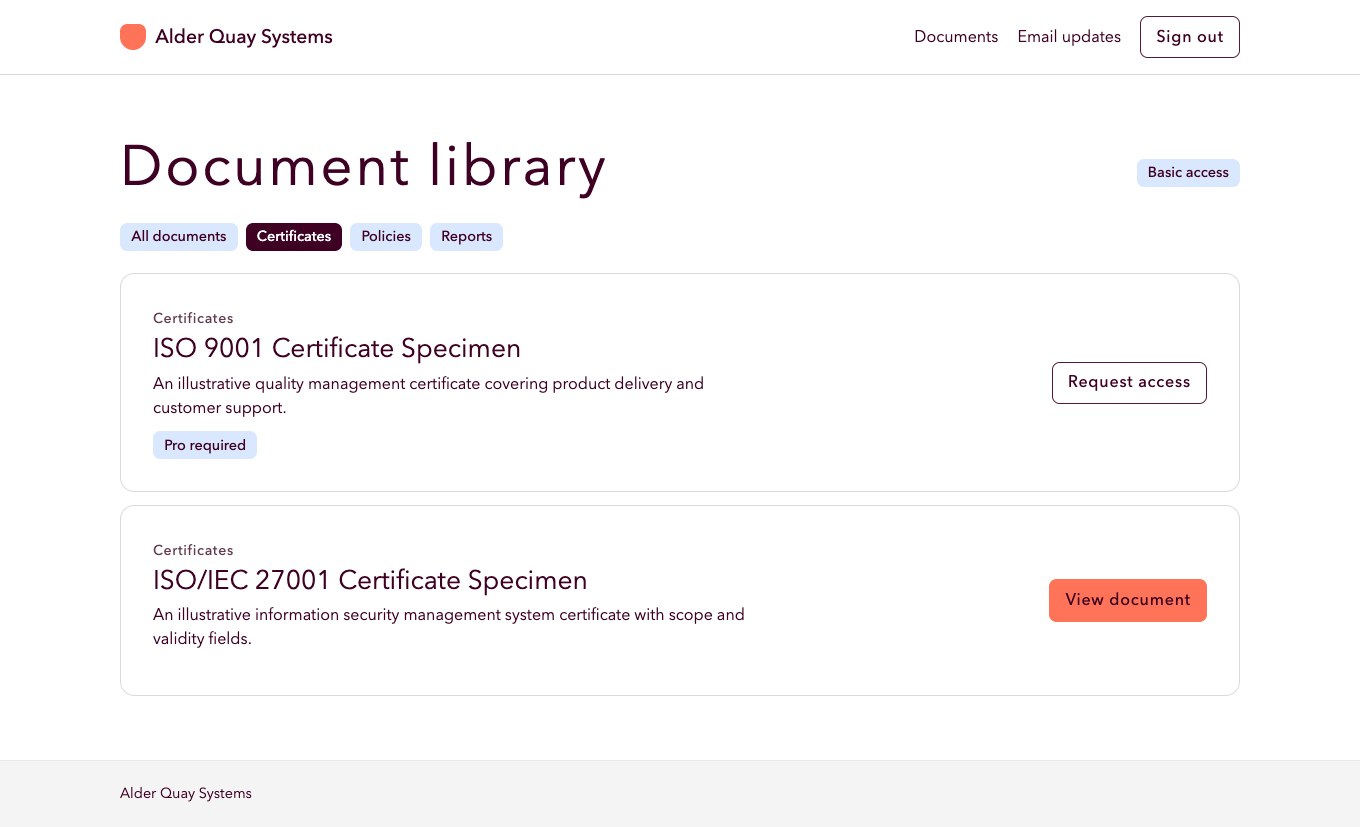 Alder Quay Systems
Documents
Email updates
Sign out
Document library
Basic access
All documents
Certificates
Policies
Reports
Certificates
ISO 9001 Certificate Specimen
An illustrative quality management certificate covering product delivery and
customer support.
Pro required
Request access
Certificates
ISO/IEC 27001 Certificate Specimen
An illustrative information security management system certificate with scope and
validity fields.
View document
Alder Quay Systems